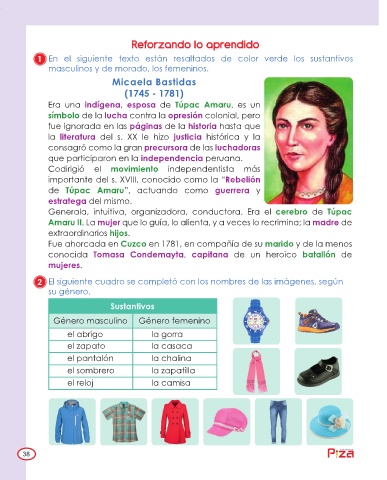 Reforzando lo aprendido
1 En el siguiente texto están resaltados de color verde los sustantivos
masculinos y de morado, los femeninos.
Micaela Bastidas
(1745 - 1781)
Era una indígena, esposa de Túpac Amaru, es un
símbolo de la lucha contra la opresión colonial, pero
fue ignorada en las páginas de la historia hasta que
la literatura del s. XX le hizo justicia histórica y la
consagró como la gran precursora de las luchadoras
que participaron en la independencia peruana.
Codirigió el movimiento independentista más
importante del s. XVIII, conocido como la "Rebelión
de Túpac Amaru", actuando como guerrera y
estratega del mismo.
Generala, intuitiva, organizadora, conductora. Era el cerebro de Túpac
Amaru II. La mujer que lo guía, lo alienta, y a veces lo recrimina; la madre de
extraordinarios hijos.
Fue ahorcada en Cuzco en 1781, en compañía de su marido y de la menos
conocida Tomasa Condemayta, capitana de un heroico batallón de
mujeres.
2 El siguiente cuadro se completó con los nombres de las imágenes, según
su género.
Sustantivos
Género masculino Género femenino
el abrigo la gorra
el zapato la casaca
el pantalón la chalina
el sombrero la zapatilla
el reloj la camisa
38
Piza